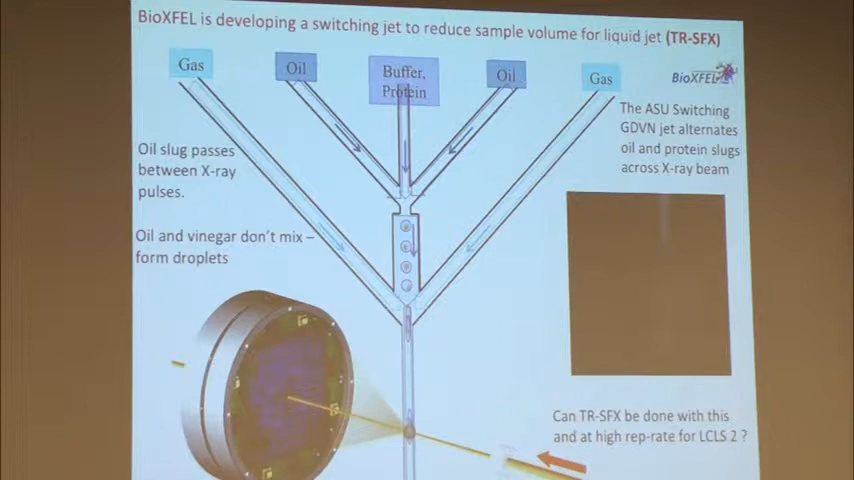 BioXFEL is developing a switching jet to reduce sample volume for liquid jet (TR-SFX)
Gas
Oil
Buffer,
Protein
Oil
Gas
BioXFEL
The ASU Switching
GDVN jet alternates
oil and protein slugs
across X-ray beam
Oil slug passes
between X-ray
pulses.
Oil and vinegar don't mix –
form droplets
Can TR-SFX be done with this
and at high rep-rate for LCLS 2 ?